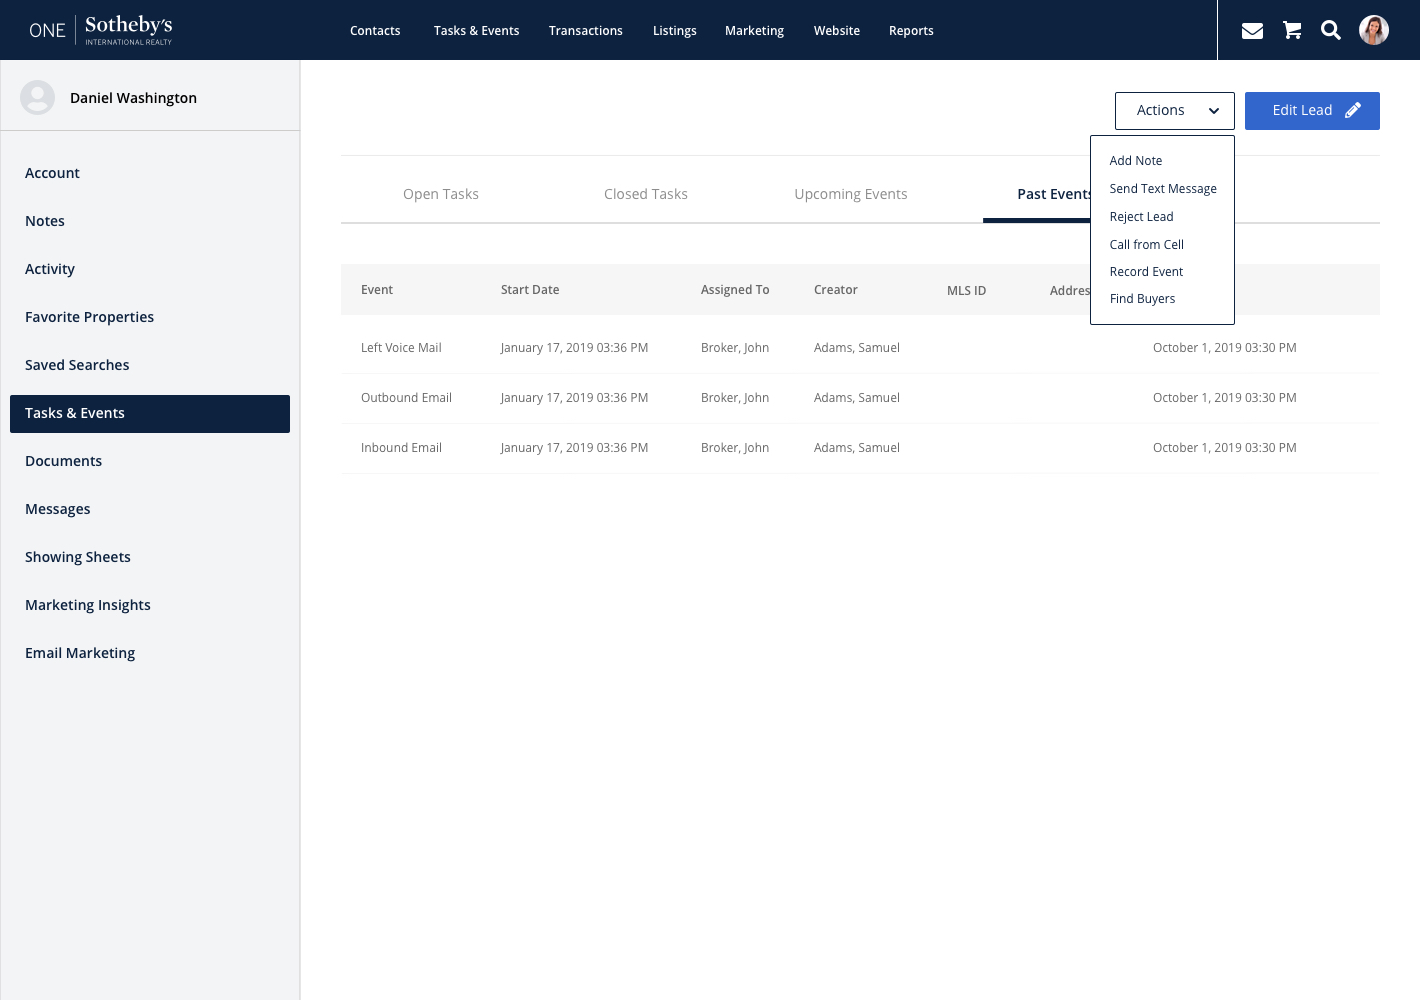 ONE Sotheby's
INTERNATIONAL REALTY
Contacts Tasks & Events Transactions Listings Marketing Website Reports
Daniel Washington
Account
Notes
Activity
Favorite Properties
Saved Searches
Tasks & Events
Documents
Messages
Showing Sheets
Marketing Insights
Email Marketing
Actions Edit Lead
Add Note
Send Text Message
Reject Lead
Call from Cell
Record Event
Find Buyers
Open Tasks Closed Tasks Upcoming Events Past Events
Event Start Date Assigned To Creator MLS ID Addres
Left Voice Mail January 17, 2019 03:36 PM Broker, John Adams, Samuel October 1, 2019 03:30 PM
Outbound Email January 17, 2019 03:36 PM Broker, John Adams, Samuel October 1, 2019 03:30 PM
Inbound Email January 17, 2019 03:36 PM Broker, John Adams, Samuel October 1, 2019 03:30 PM